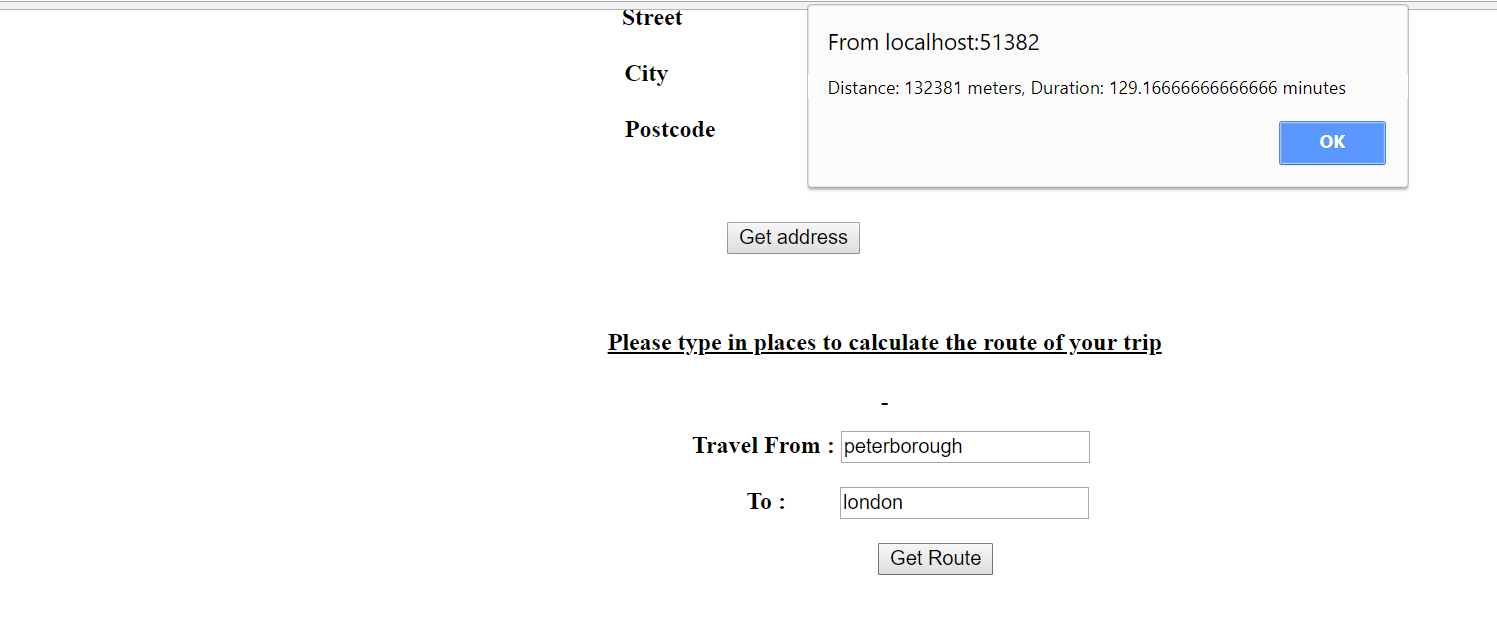 Street
City
Postcode
From localhost:51382
Distance: 132381 meters, Duration: 129.16666666666666 minutes
OK
Get address
Please type in places to calculate the route of your trip
-
Travel From : peterborough
To : london
Get Route